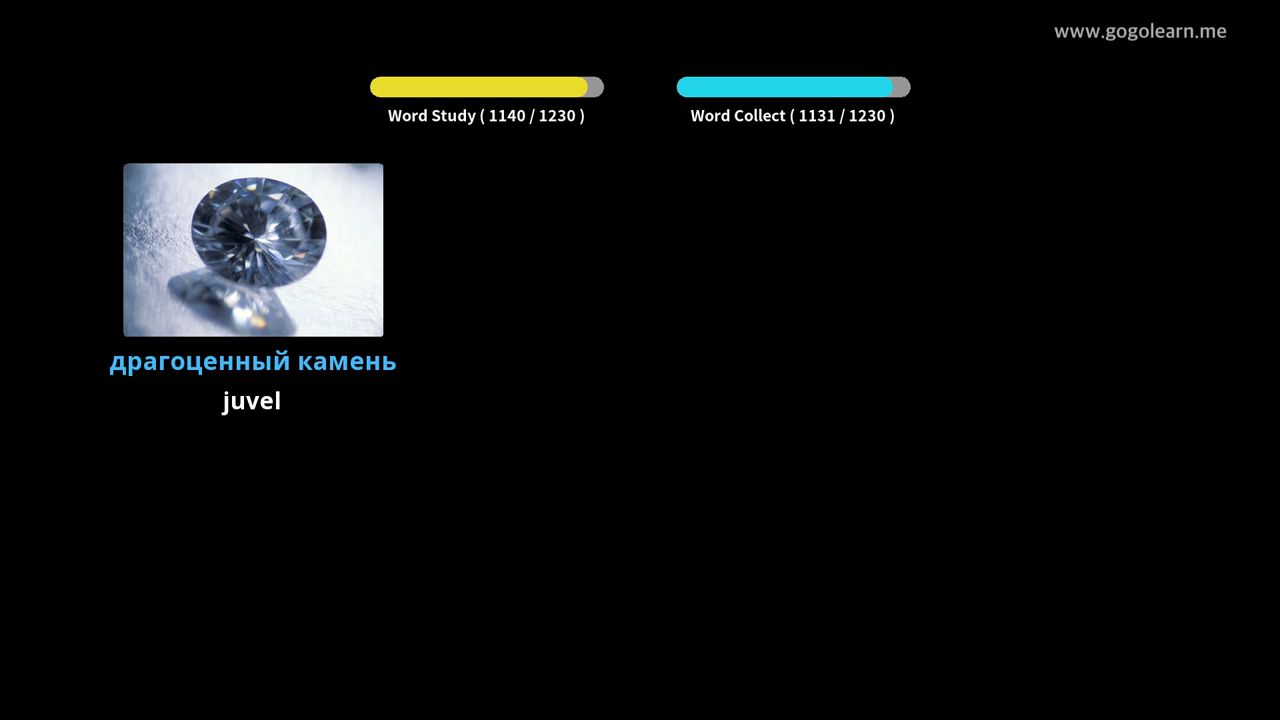 www.gogolearn.me
Word Study ( 1140 / 1230 )
Word Collect ( 1131 / 1230 )
драгоценный камень
juvel